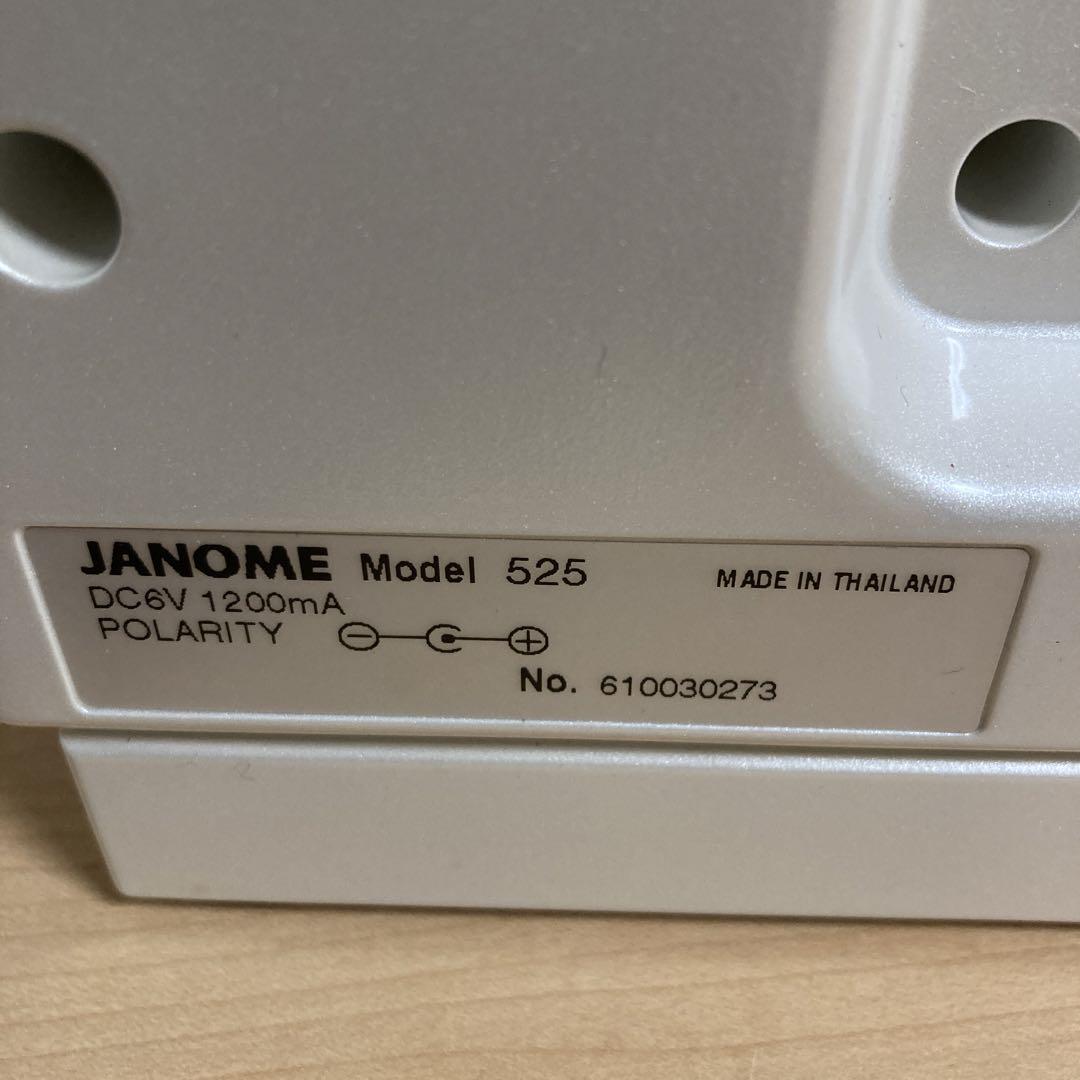 JANOME Model 525 MADE IN THAILAND
DC6V 1200mA
POLARITY
No. 610030273